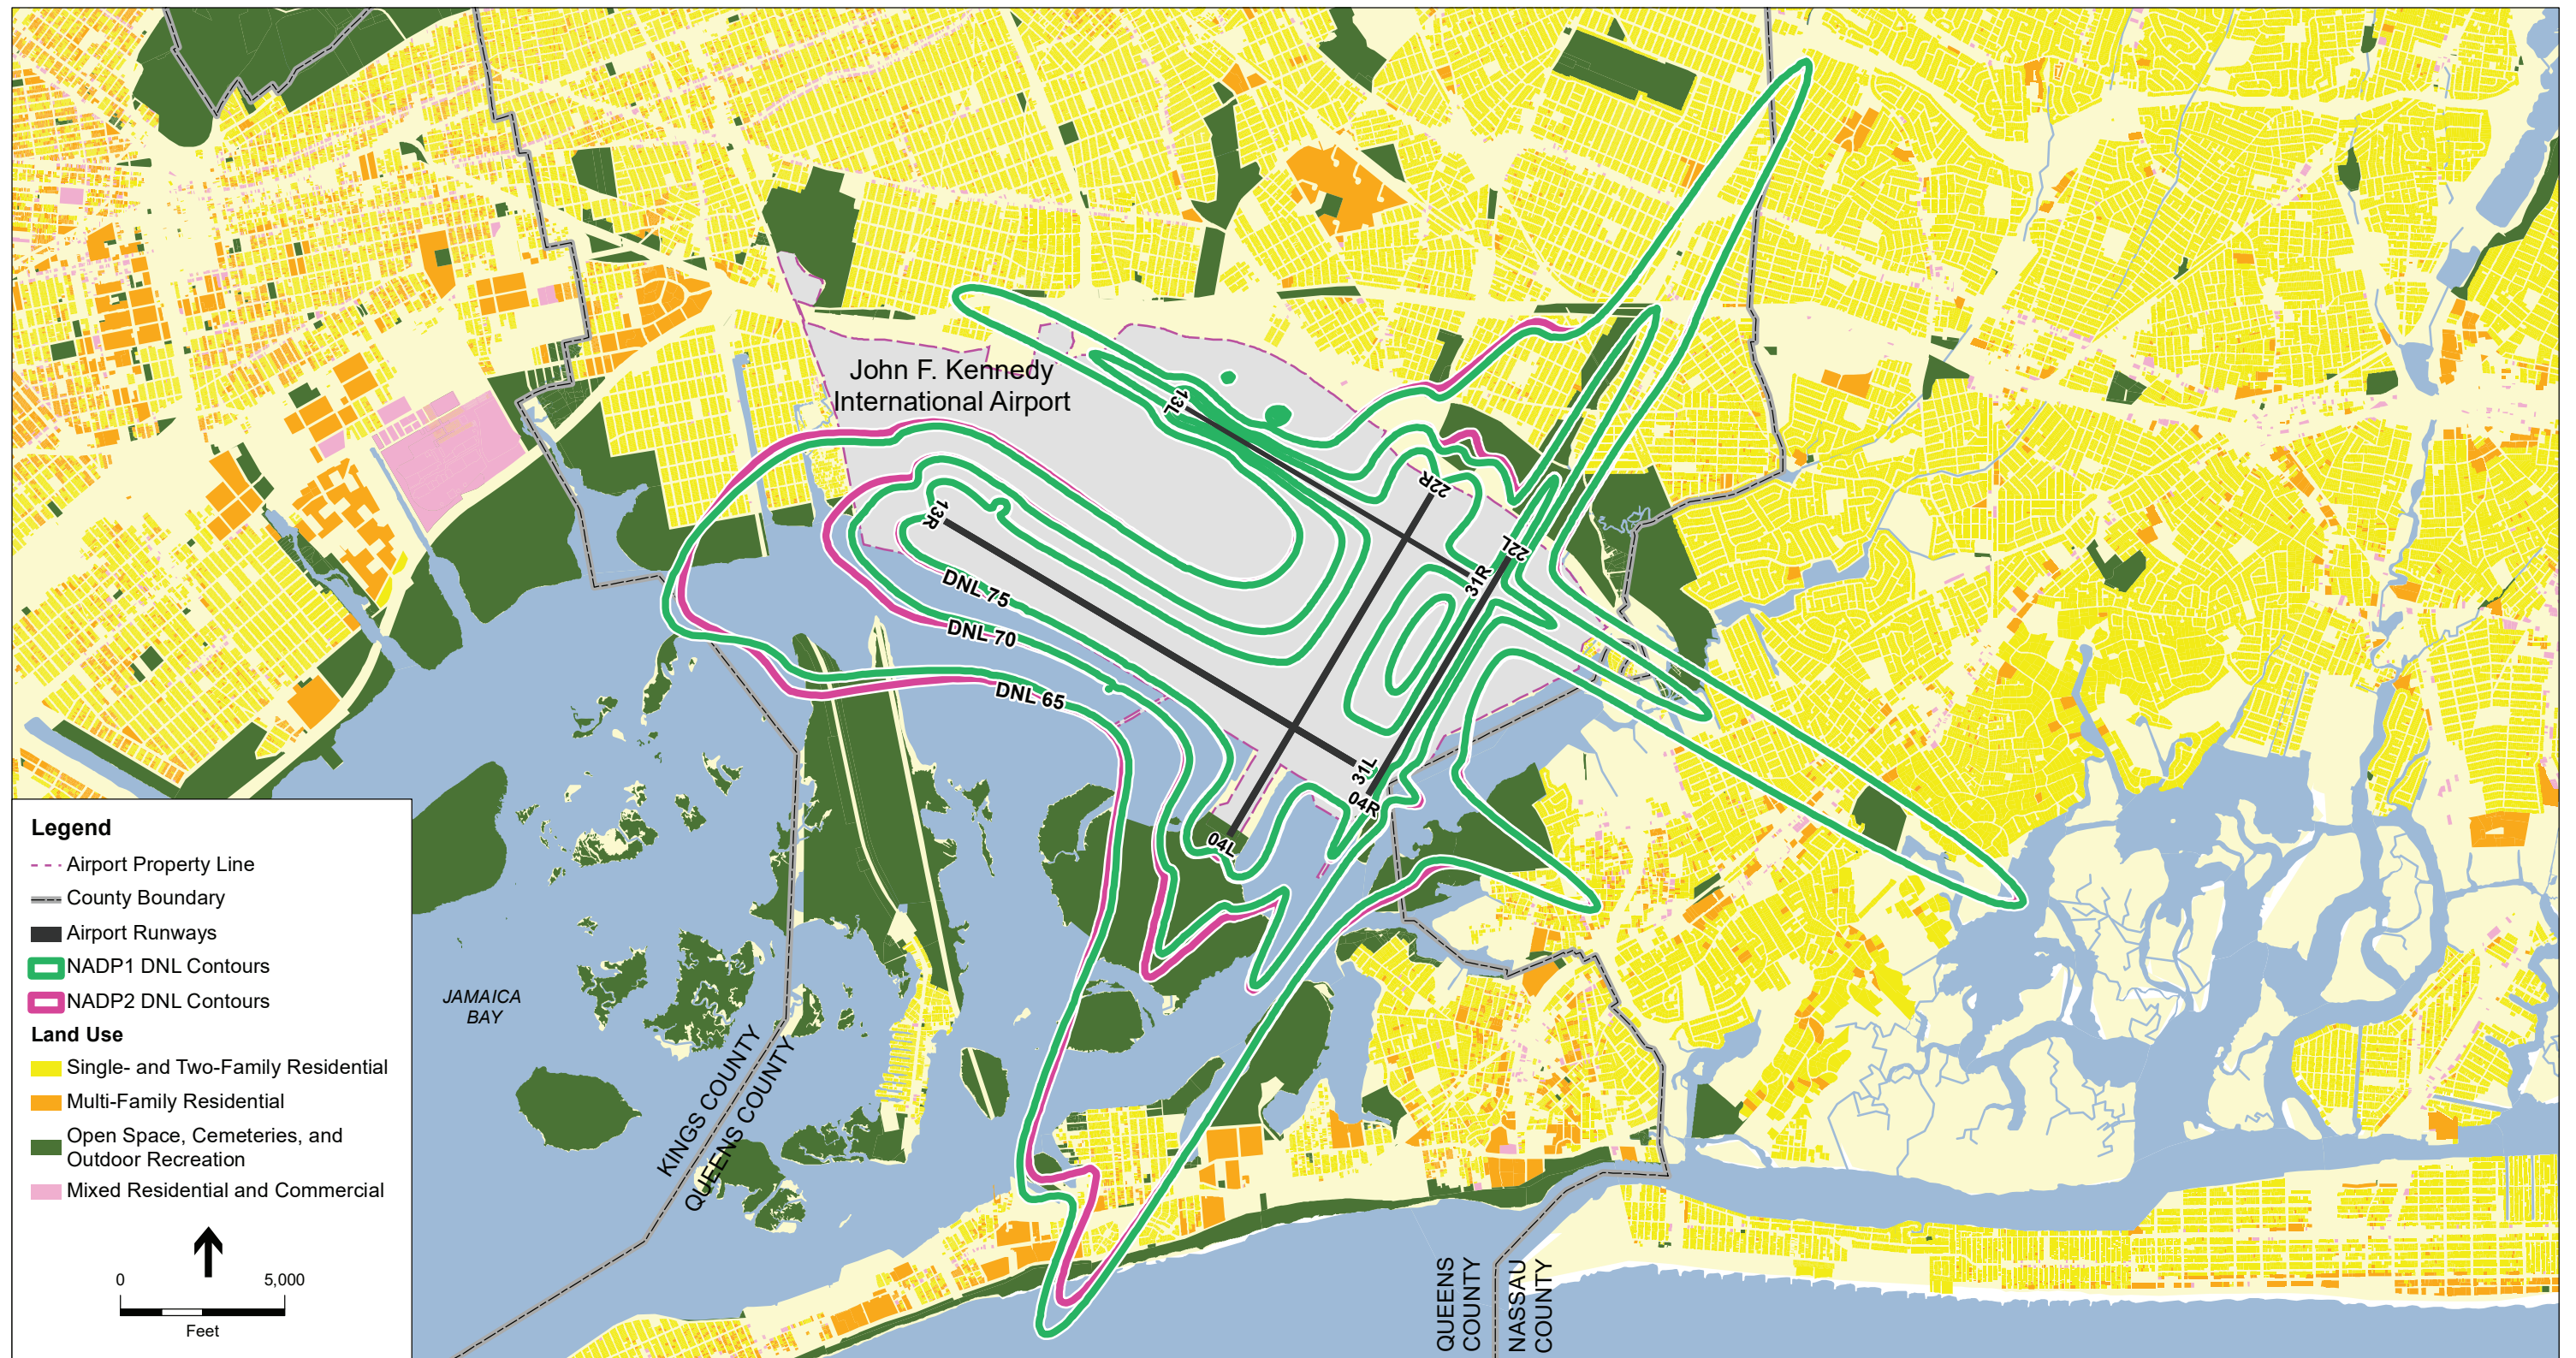 John F. Kennedy
International Airport
13L
22R
13R
22L
31R
DNL 75
DNL 70
DNL 65
31L
04R
04L
JAMAICA
BAY
KINGS COUNTY
QUEENS COUNTY
QUEENS
COUNTY
NASSAU
COUNTY
Legend
Airport Property Line
County Boundary
Airport Runways
NADP1 DNL Contours
NADP2 DNL Contours
Land Use
Single- and Two-Family Residential
Multi-Family Residential
Open Space, Cemeteries, and
Outdoor Recreation
Mixed Residential and Commercial
0 5,000
Feet